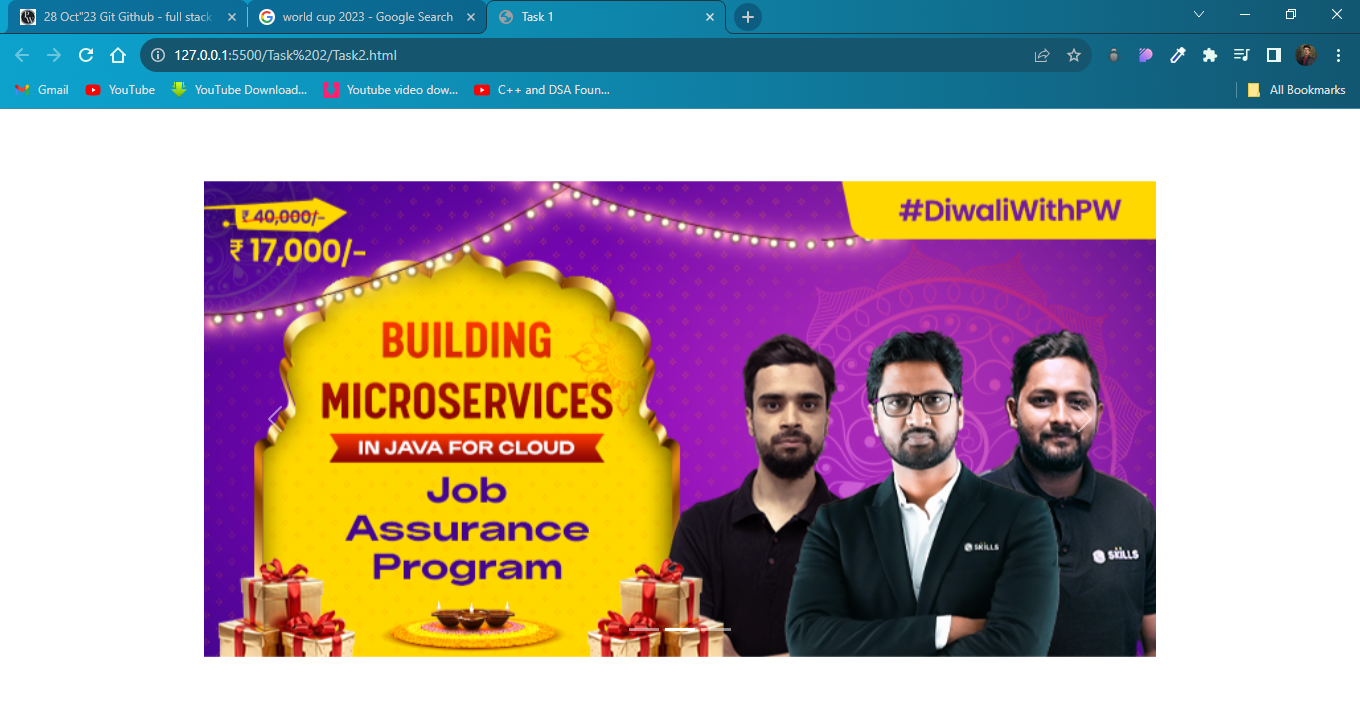 28 Oct"23 Git Github - full stack
world cup 2023 - Google Search
Task 1
127.0.0.1:5500/Task%202/Task2.html
Gmail
YouTube
YouTube Download...
Youtube video dow...
C++ and DSA Foun...
All Bookmarks
₹ 40,000/-
₹ 17,000/-
#DiwaliWithPW
BUILDING
MICROSERVICES
IN JAVA FOR CLOUD
Job
Assurance
Program
SKILLS
SKILLS